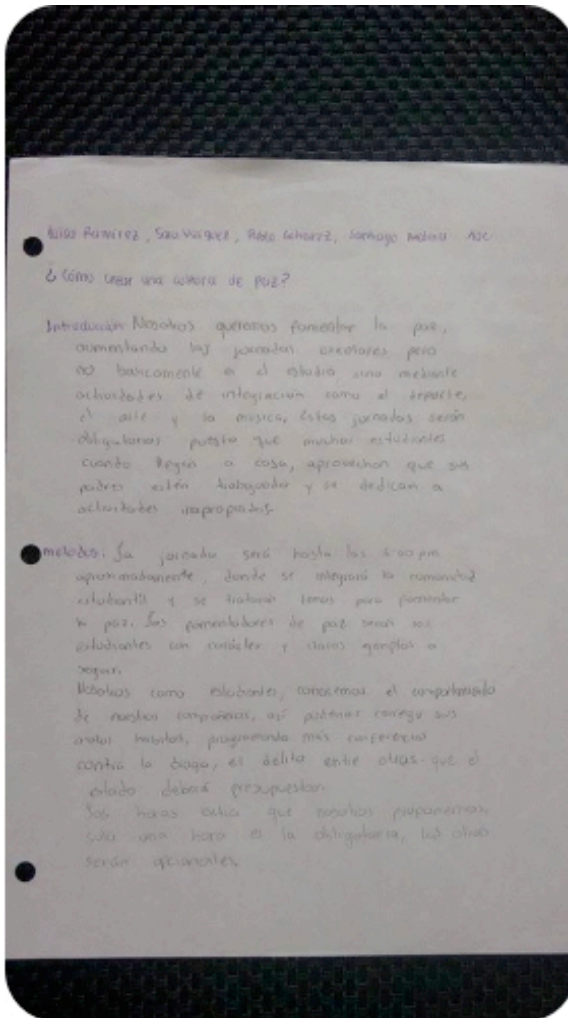 Ramírez, Sara Vasquez, Pablo, Santiago
¿Cómo crear una cultura de paz?
Introducción: Nosotros queremos fomentar la paz,
aumentando las jornadas escolares pero
no basicamente en el estudio sino mediante
actividades de integración como el deporte,
el arte y la música, Estas jornadas serán
obligatorias puesto que muchos estudiantes
cuando llegan a casa, aprovechan que sus
padres están trabajando y se dedican a
actividades
metodos: La jornada será hasta las 5:00 pm
aproximadamente, donde se integrará la comunidad
estudiantil y se trataran temas para fomentar
la paz. Los fomentadores de paz serán los
estudiantes con carácter y claros ejemplos a
seguir.
Nosotros como estudiantes, conocemos el comportamiento
de nuestros compañeros, así podemos corregir sus
malos habitos, programando más conferencias
contra la droga, el delito entre otras que el
estado deberá presupuestar.
Las horas extra que nosotros proponemos,
solo una hora es la obligatoria, las otras
serán opcionales.